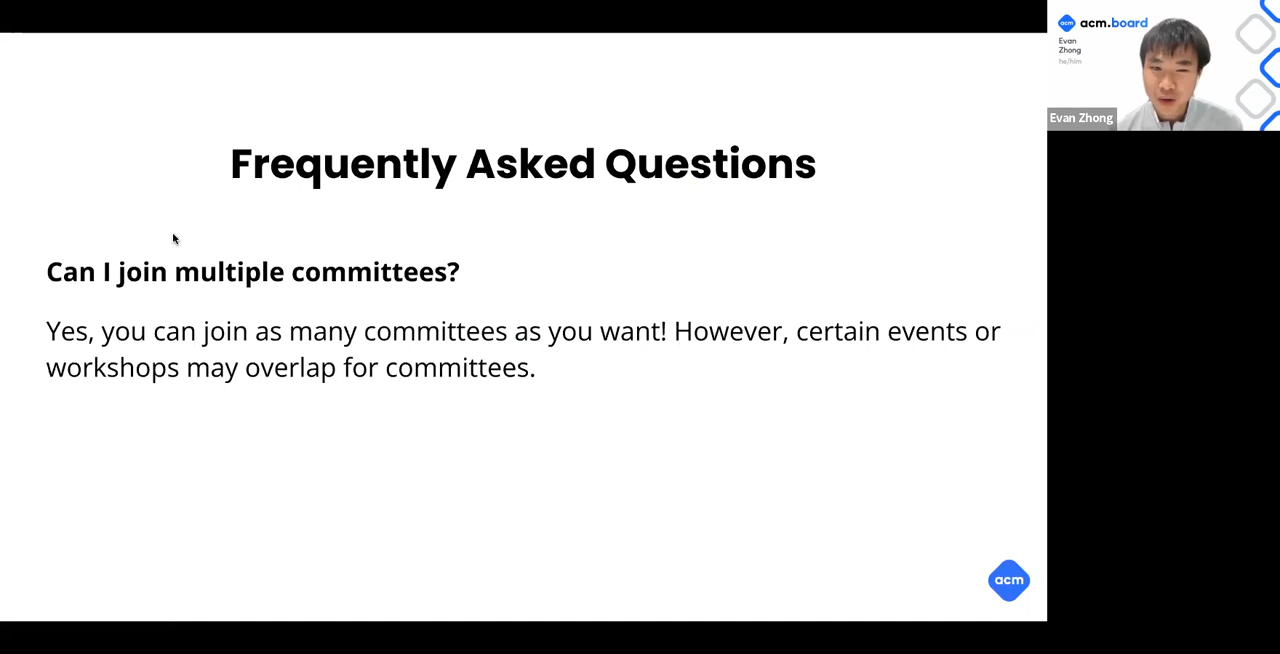 Frequently Asked Questions
Can I join multiple committees?
Yes, you can join as many committees as you want! However, certain events or
workshops may overlap for committees.
acm
acm acm.board
Evan
Zhong
he/him
Evan Zhong